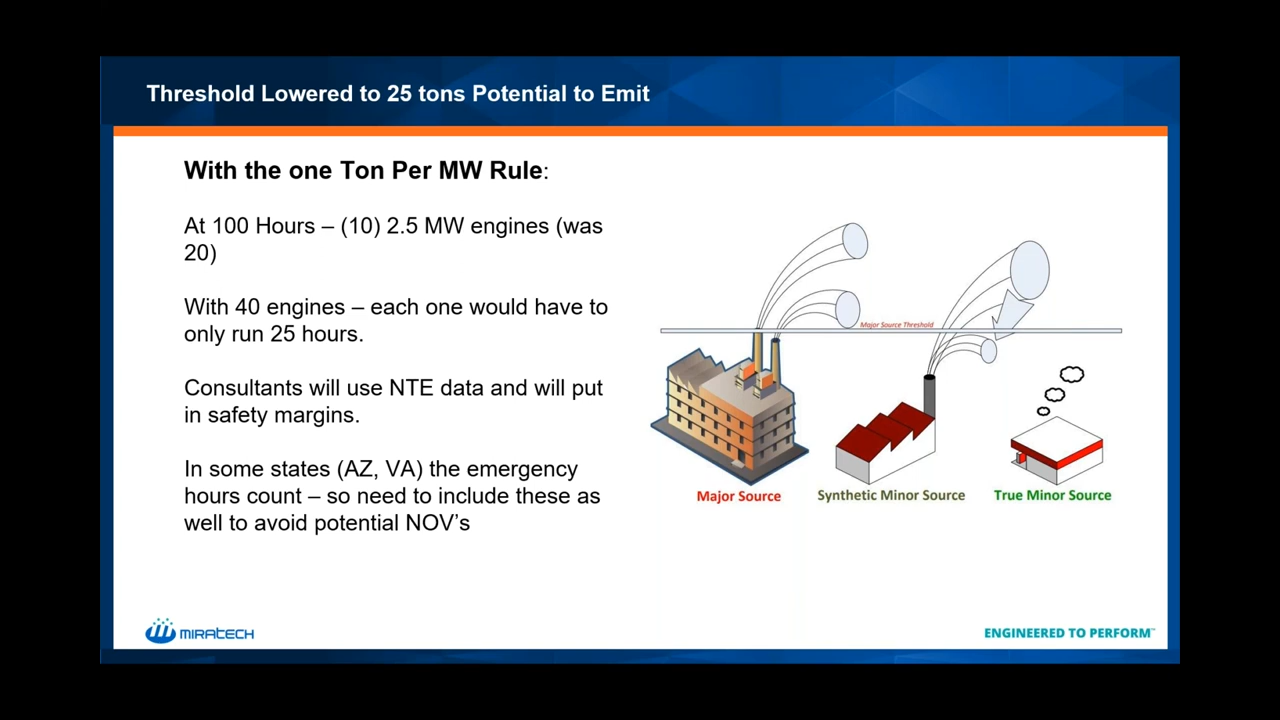 Threshold Lowered to 25 tons Potential to Emit
With the one Ton Per MW Rule:
At 100 Hours – (10) 2.5 MW engines (was
20)
With 40 engines – each one would have to
only run 25 hours.
Consultants will use NTE data and will put
in safety margins.
In some states (AZ, VA) the emergency
hours count – so need to include these as
well to avoid potential NOV's
Major Source Threshold
Major Source
Synthetic Minor Source
True Minor Source
MIRATECH
ENGINEERED TO PERFORM™